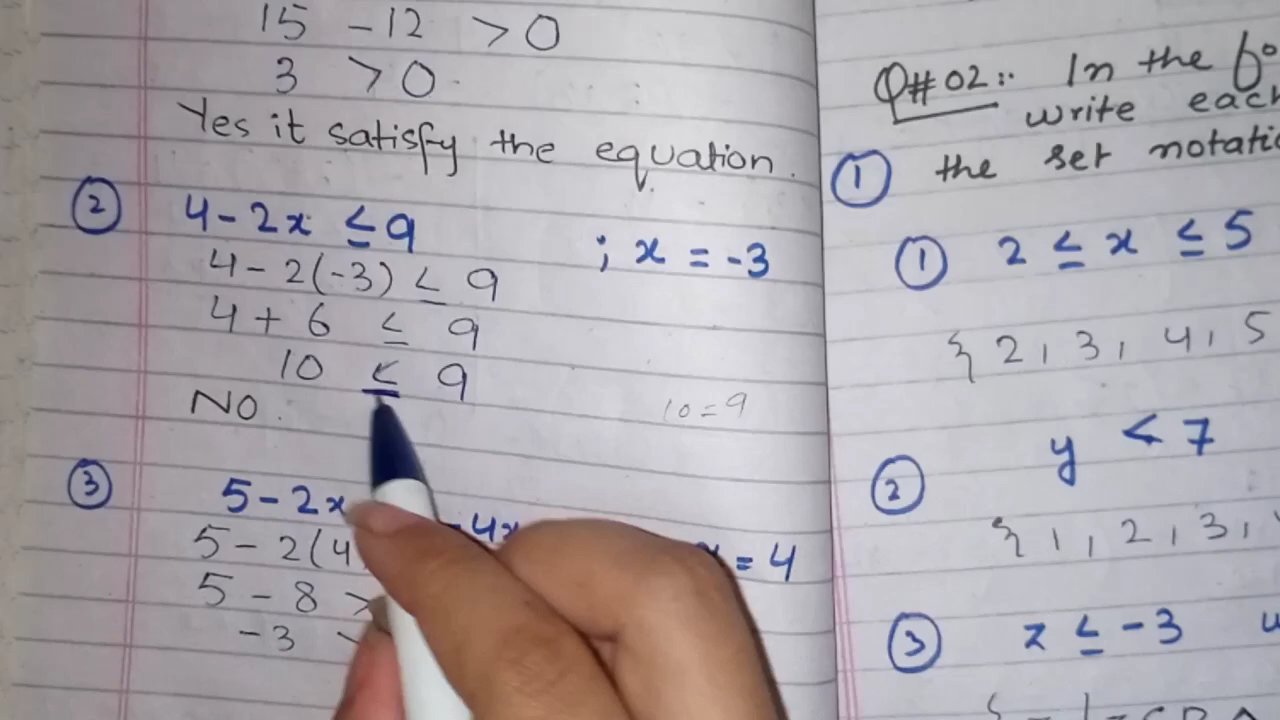 15 - 12 > 0
3 > 0.
Yes it satisfy the equation.
② 4 - 2x ≤ 9 ; x = -3
4 - 2(-3) ≤ 9
4 + 6 ≤ 9
10 ≤ 9
No. 10 = 9
③ 5 - 2x - 4x = 4
5 - 2(4
5 - 8 >
-3
Q# 02:. In the
write each
① the set notati
① 2 ≤ x ≤ 5
{ 2, 3, 4, 5
② y < 7
{ 1, 2, 3,
③ z ≤ -3